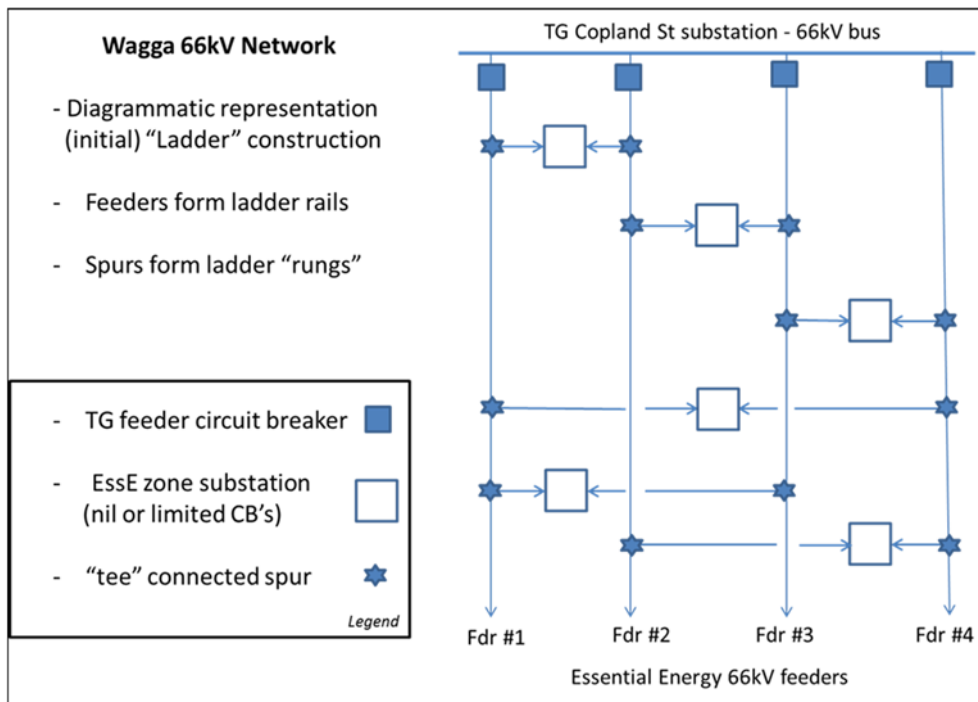 Wagga 66kV Network
- Diagrammatic representation
(initial) “Ladder” construction
- Feeders form ladder rails
- Spurs form ladder “rungs”
- TG feeder circuit breaker
- EssE zone substation
(nil or limited CB’s)
- “tee” connected spur
Legend
TG Copland St substation - 66kV bus
Fdr #1 Fdr #2 Fdr #3 Fdr #4
Essential Energy 66kV feeders